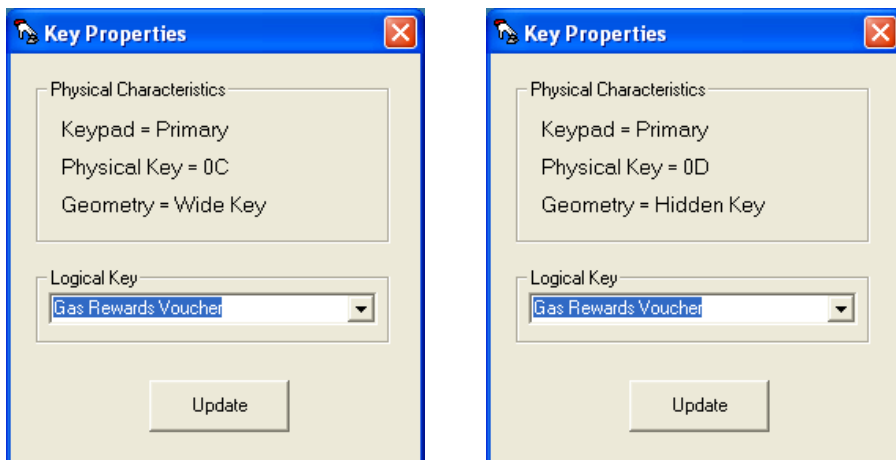 Key Properties
Physical Characteristics
Keypad = Primary
Physical Key = 0C
Geometry = Wide Key
Logical Key
Gas Rewards Voucher
Update
Key Properties
Physical Characteristics
Keypad = Primary
Physical Key = 0D
Geometry = Hidden Key
Logical Key
Gas Rewards Voucher
Update